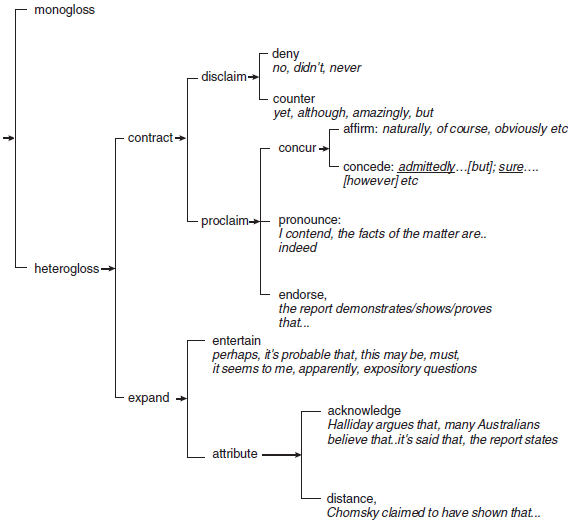 monogloss
deny
no, didn't, never
disclaim
counter
yet, although, amazingly, but
affirm: naturally, of course, obviously etc
contract
concur
concede: admittedly…[but]; sure….
[however] etc
proclaim
pronounce:
I contend, the facts of the matter are..
indeed
heterogloss
endorse,
the report demonstrates/shows/proves
that...
entertain
perhaps, it's probable that, this may be, must,
it seems to me, apparently, expository questions
expand
acknowledge
Halliday argues that, many Australians
believe that..it's said that, the report states
attribute
distance,
Chomsky claimed to have shown that...